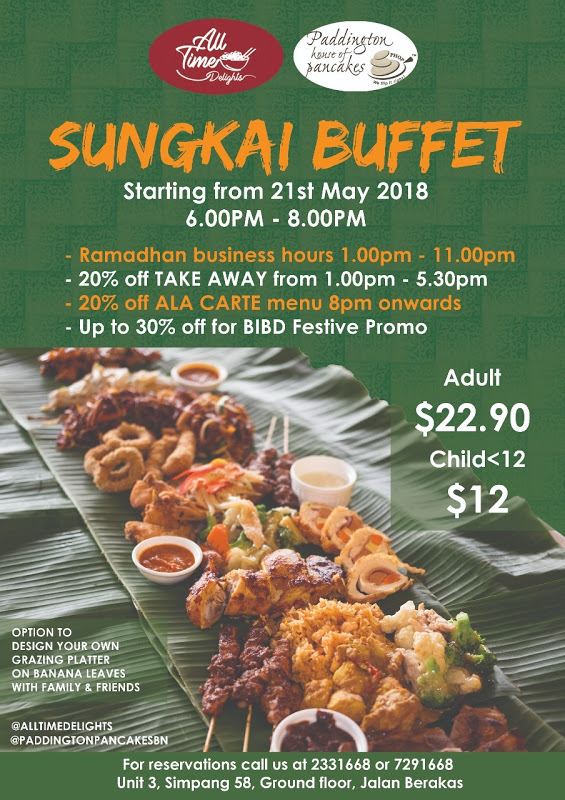 All
Time
Delights
Paddington
house of
pancakes
SUNGKAI BUFFET
Starting from 21st May 2018
6.00PM - 8.00PM
- Ramadhan business hours 1.00pm - 11.00pm
- 20% off TAKE AWAY from 1.00pm - 5.30pm
- 20% off ALA CARTE menu 8pm onwards
- Up to 30% off for BIBD Festive Promo
Adult
$22.90
Child<12
$12
OPTION TO
DESIGN YOUR OWN
GRAZING PLATTER
ON BANANA LEAVES
WITH FAMILY & FRIENDS
@ALLTIMEDELIGHTS
@PADDINGTONPANCAKESBN
For reservations call us at 2331668 or 7291668
Unit 3, Simpang 58, Ground floor, Jalan Berakas